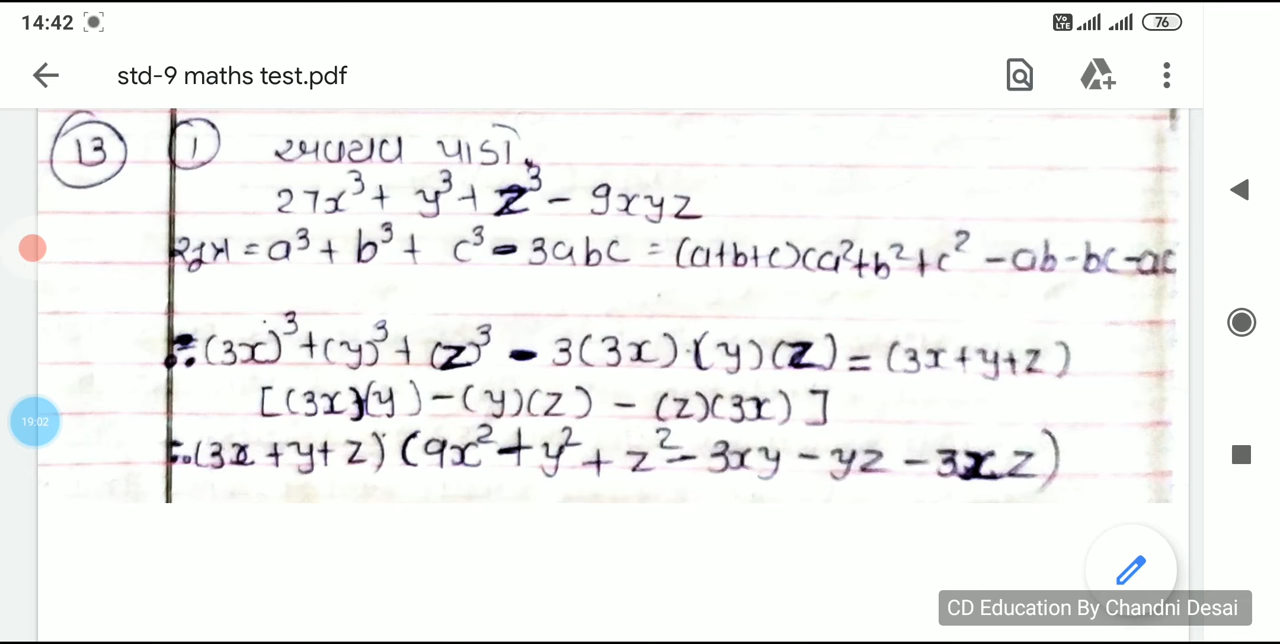 14:42 Vo LTE 76
std-9 maths test.pdf
13 1 અવયવ પાડો.
27x³ + y³ + z³ - 9xyz
સૂત્ર = a³ + b³ + c³ - 3abc = (a+b+c)(a²+b²+c² - ab - bc - ac
∴ (3x)³ + (y)³ + (z)³ - 3(3x)·(y)(z) = (3x+y+z)
[(3x)(y) - (y)(z) - (z)(3x)]
∴ (3x + y + z) (9x² + y² + z² - 3xy - yz - 3xz)
19:02
CD Education By Chandni Desai